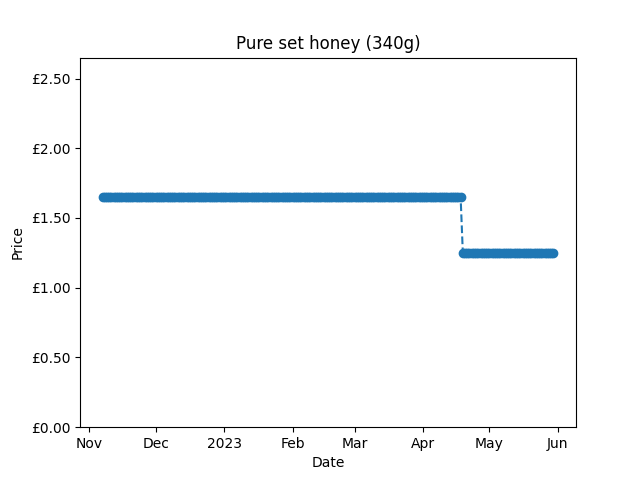 Pure set honey (340g)
£2.50
£2.00
£1.50
£1.00
£0.50
£0.00
Price
Nov Dec 2023 Feb Mar Apr May Jun
Date